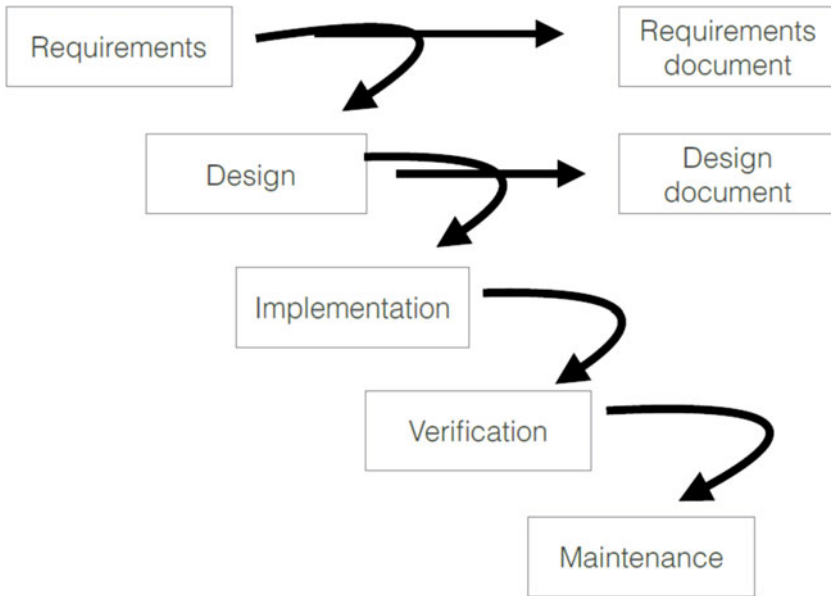 Requirements
Requirements
document
Design
Design
document
Implementation
Verification
Maintenance